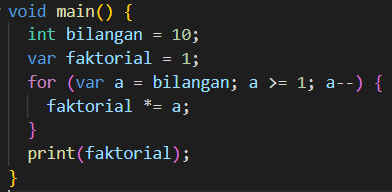 void main() {
  int bilangan = 10;
  var faktorial = 1;
  for (var a = bilangan; a >= 1; a--) {
    faktorial *= a;
  }
  print(faktorial);
}